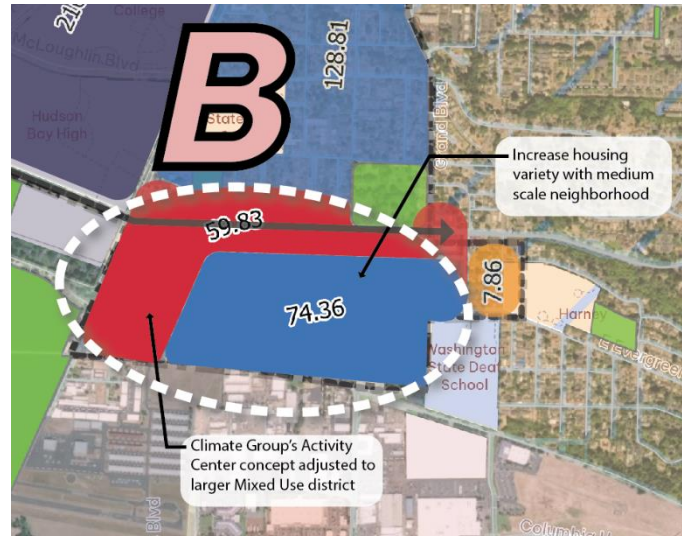 College
McLoughlin Blvd
Hudson
Bay High
B
State
128.81
Grand Blvd
Increase housing
variety with medium
scale neighborhood
59.83
74.36
7.86
Harney
E Evergreen
Washington
State Deaf
School
Climate Group's Activity
Center concept adjusted to
larger Mixed Use district
Blvd